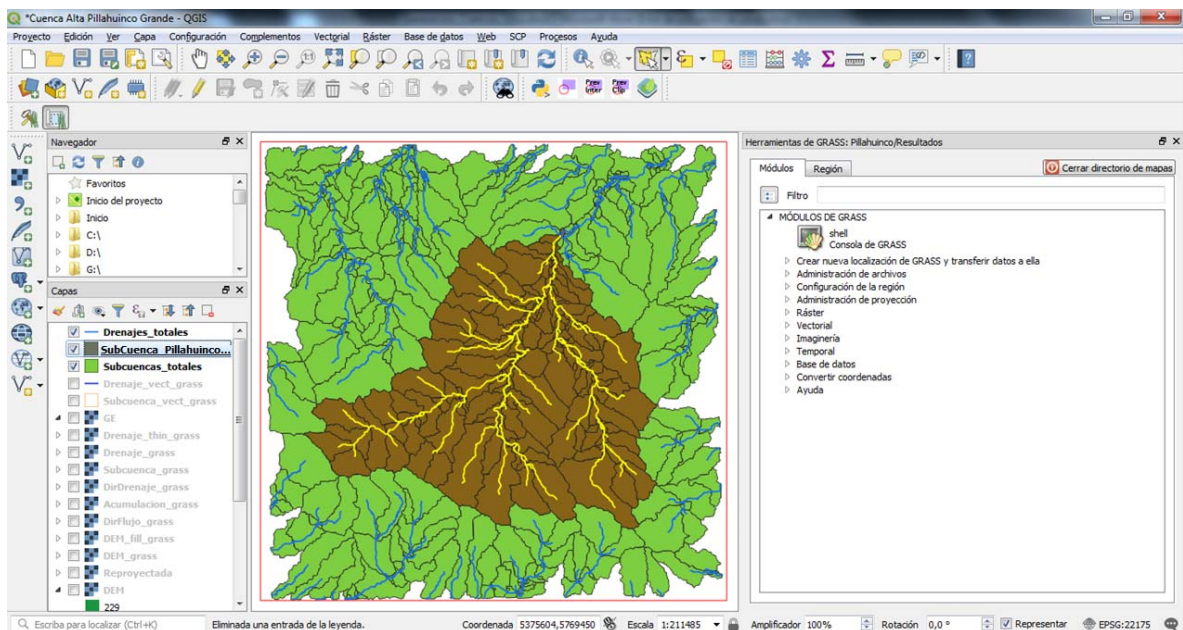 *Cuenca Alta Pillahuinco Grande - QGIS
Proyecto Edición Ver Capa Configuración Complementos Vectorial Ráster Base de datos Web SCP Procesos Ayuda
Navegador
Favoritos
Inicio del proyecto
Inicio
C:\
D:\
G:\
Capas
Drenajes_totales
SubCuenca_Pillahuinco...
Subcuencas_totales
Drenaje_vect_grass
Subcuenca_vect_grass
GE
Drenaje_thin_grass
Drenaje_grass
Subcuenca_grass
DirDrenaje_grass
Acumulacion_grass
DirFlujo_grass
DEM_fill_grass
DEM_grass
Reproyectada
DEM
229
Herramientas de GRASS: Pillahuinco/Resultados
Módulos Región Cerrar directorio de mapas
Filtro
MÓDULOS DE GRASS
shell
Consola de GRASS
Crear nueva localización de GRASS y transferir datos a ella
Administración de archivos
Configuración de la región
Administración de proyección
Ráster
Vectorial
Imaginería
Temporal
Base de datos
Convertir coordenadas
Ayuda
Escriba para localizar (Ctrl+K) Eliminada una entrada de la leyenda. Coordenada 5375604,5769450 Escala 1:211485 Amplificador 100% Rotación 0,0 ° Representar EPSG:22175